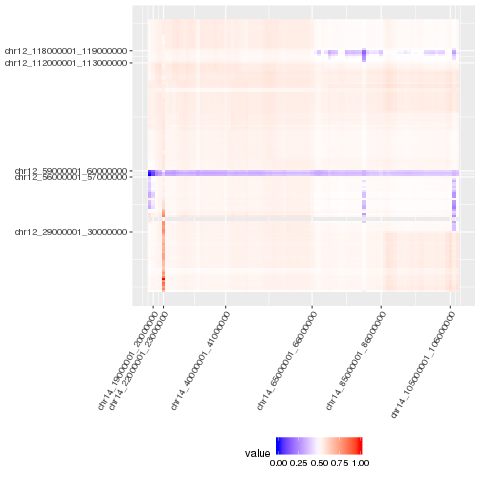 chr12_118000001_119000000
chr12_112000001_113000000
chr12_59000001_60000000
chr12_56000001_57000000
chr12_29000001_30000000
chr14_19000001_20000000
chr14_22000001_23000000
chr14_40000001_41000000
chr14_65000001_66000000
chr14_85000001_86000000
chr14_105000001_106000000
value
0.00 0.25 0.50 0.75 1.00